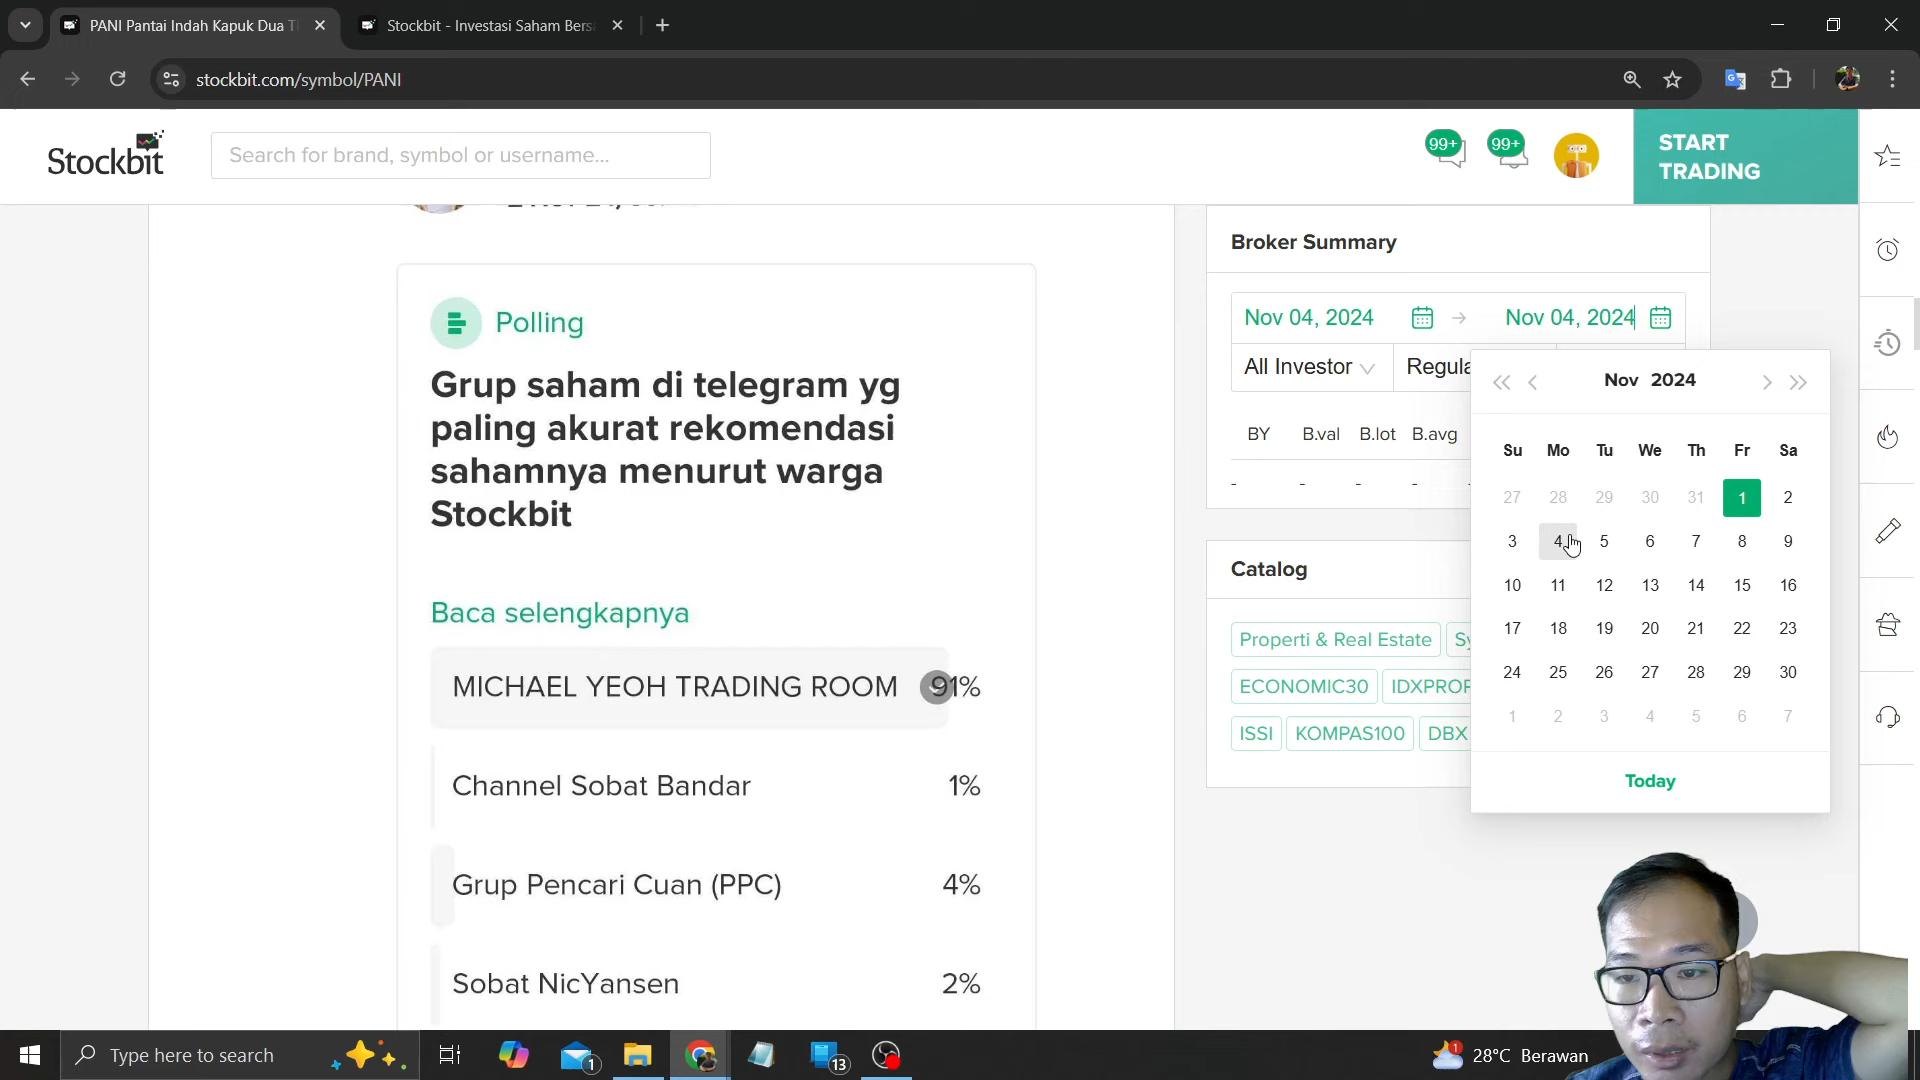 PANI Pantai Indah Kapuk Dua T
Stockbit - Investasi Saham Bers
stockbit.com/symbol/PANI
Stockbit
Search for brand, symbol or username...
99+
99+
START
TRADING
Broker Summary
Nov 04, 2024
Nov 04, 2024
All Investor
Regula
BY B.val B.lot B.avg
- - - -
Nov 2024
Su Mo Tu We Th Fr Sa
27 28 29 30 31 1 2
3 4 5 6 7 8 9
10 11 12 13 14 15 16
17 18 19 20 21 22 23
24 25 26 27 28 29 30
1 2 3 4 5 6 7
Today
Catalog
Properti & Real Estate Sy
ECONOMIC30 IDXPROP
ISSI KOMPAS100 DBX
Polling
Grup saham di telegram yg
paling akurat rekomendasi
sahamnya menurut warga
Stockbit
Baca selengkapnya
MICHAEL YEOH TRADING ROOM 91%
Channel Sobat Bandar 1%
Grup Pencari Cuan (PPC) 4%
Sobat NicYansen 2%
Type here to search
1
13
1
28°C Berawan